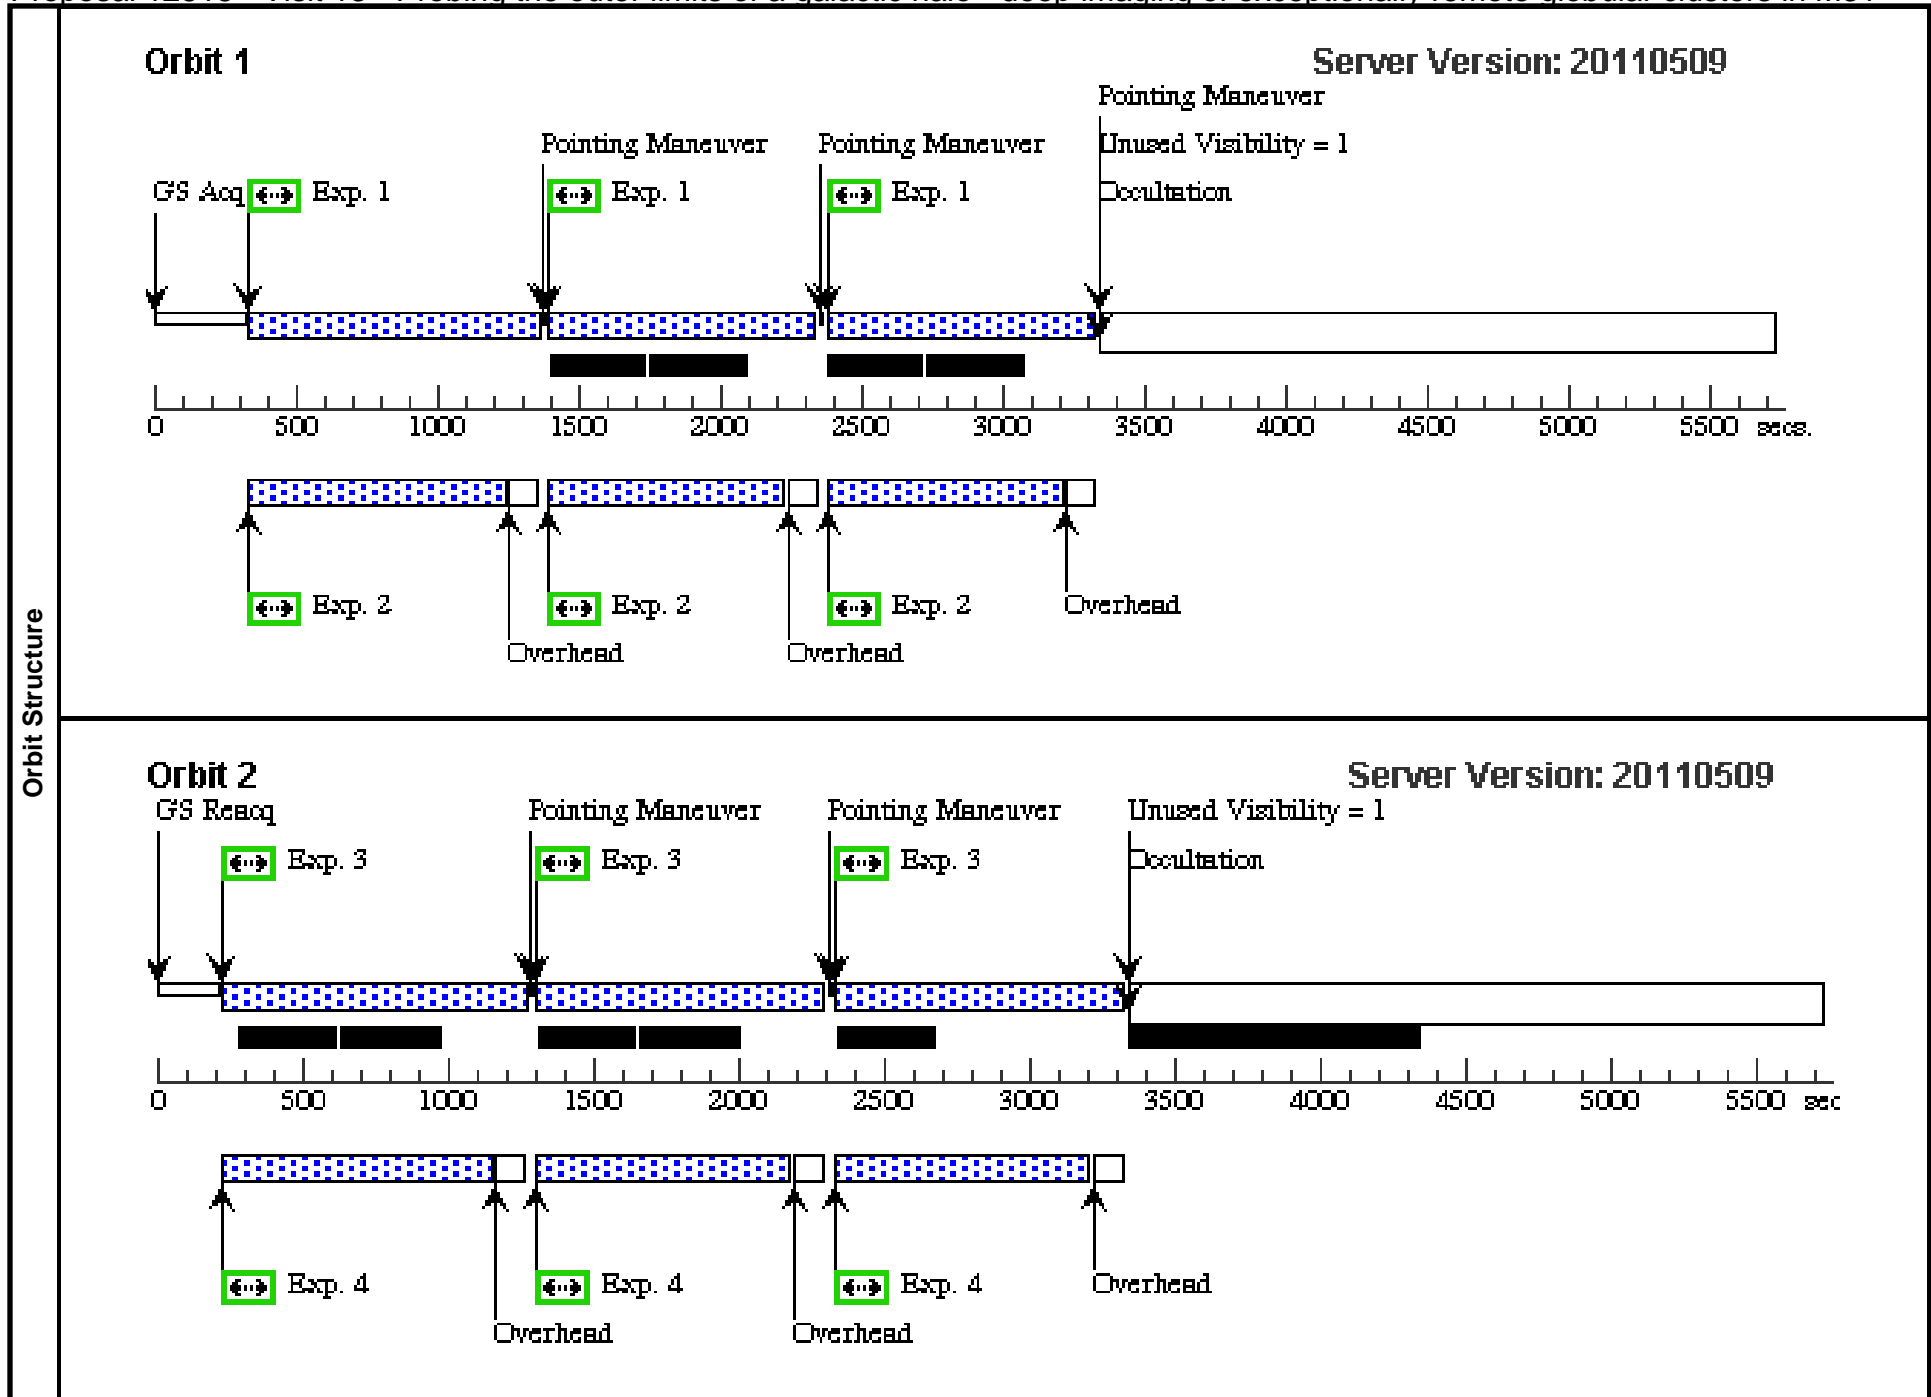 Orbit Structure
Orbit 1
Server Version: 20110509
Pointing Maneuver
Pointing Maneuver
Pointing Maneuver
Unused Visibility = 1
GS Acq
Exp. 1
Exp. 1
Exp. 1
Occultation
0 500 1000 1500 2000 2500 3000 3500 4000 4500 5000 5500 secs.
Exp. 2
Exp. 2
Exp. 2
Overhead
Overhead
Overhead
Orbit 2
Server Version: 20110509
GS Reacq
Pointing Maneuver
Pointing Maneuver
Unused Visibility = 1
Exp. 3
Exp. 3
Exp. 3
Occultation
0 500 1000 1500 2000 2500 3000 3500 4000 4500 5000 5500 sec
Exp. 4
Exp. 4
Exp. 4
Overhead
Overhead
Overhead